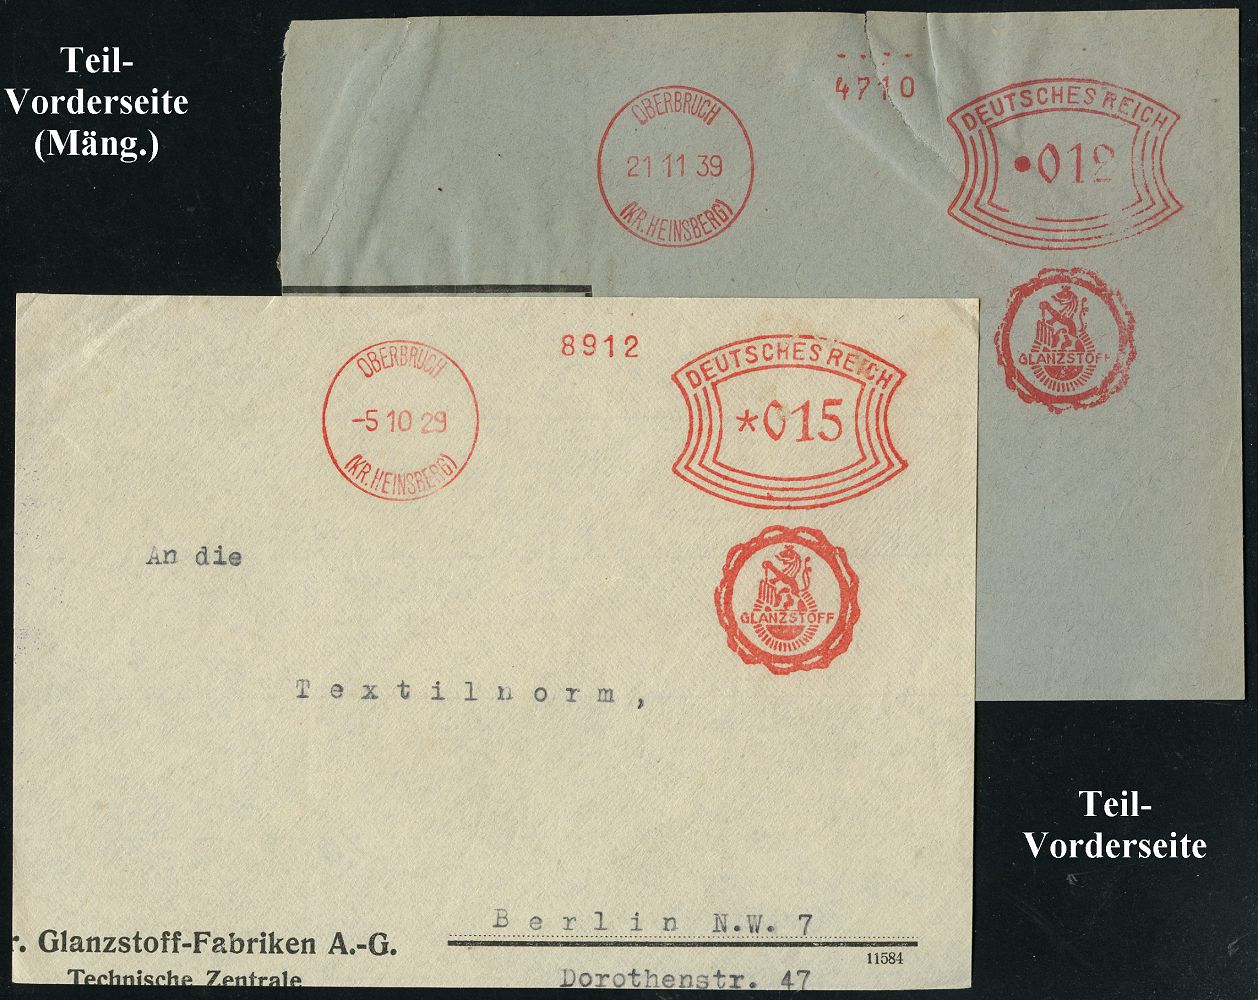 Teil-
Vorderseite
(Mäng.)
4710
OBERBRUCH
21 11 39
(KR. HEINSBERG)
DEUTSCHES REICH
•012
GLANZSTOFF
8912
OBERBRUCH
-5 10 29
(KR. HEINSBERG)
DEUTSCHES REICH
*015
GLANZSTOFF
An die
Textilnorm,
Berlin N.W. 7
r. Glanzstoff-Fabriken A.-G.
11584
Technische Zentrale
Dorothenstr. 47
Teil-
Vorderseite